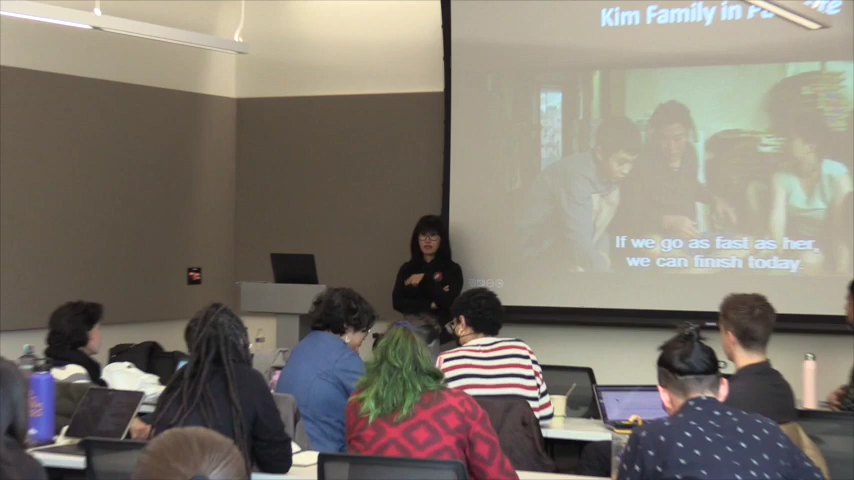 Kim Family in
If we go as fast as her,
we can finish today.